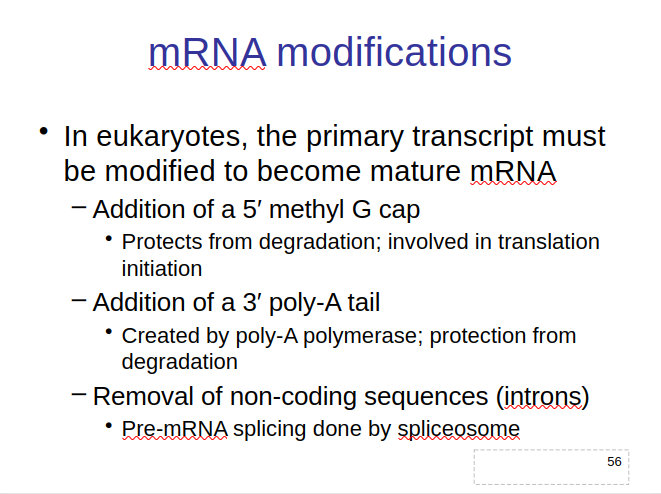 mRNA modifications
• In eukaryotes, the primary transcript must
be modified to become mature mRNA
– Addition of a 5′ methyl G cap
• Protects from degradation; involved in translation
initiation
– Addition of a 3′ poly-A tail
• Created by poly-A polymerase; protection from
degradation
– Removal of non-coding sequences (introns)
• Pre-mRNA splicing done by spliceosome
56